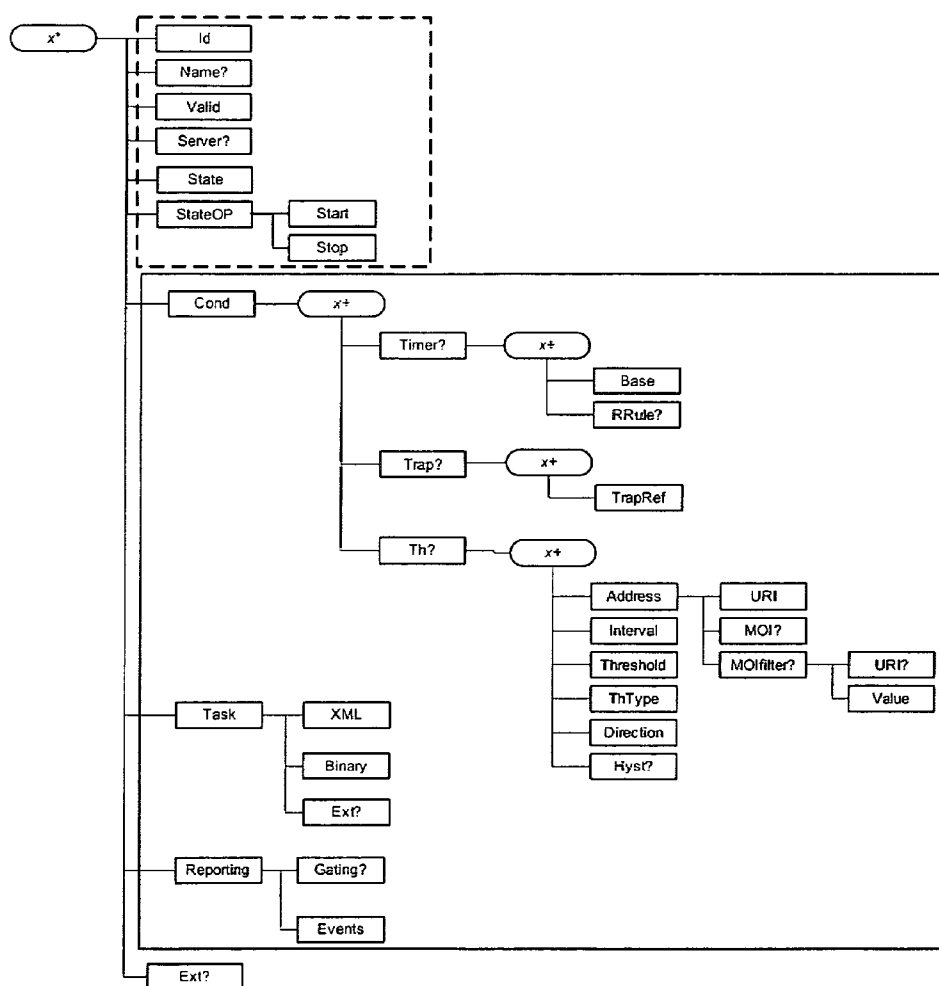 x*
Id
Name?
Valid
Server?
State
StateOP
Start
Stop
Cond
x+
Timer?
x+
Base
RRule?
Trap?
x+
TrapRef
Th?
x+
Address
URI
Interval
MOI?
Threshold
MOIfilter?
URI?
ThType
Value
Direction
Hyst?
Task
XML
Binary
Ext?
Reporting
Gating?
Events
Ext?